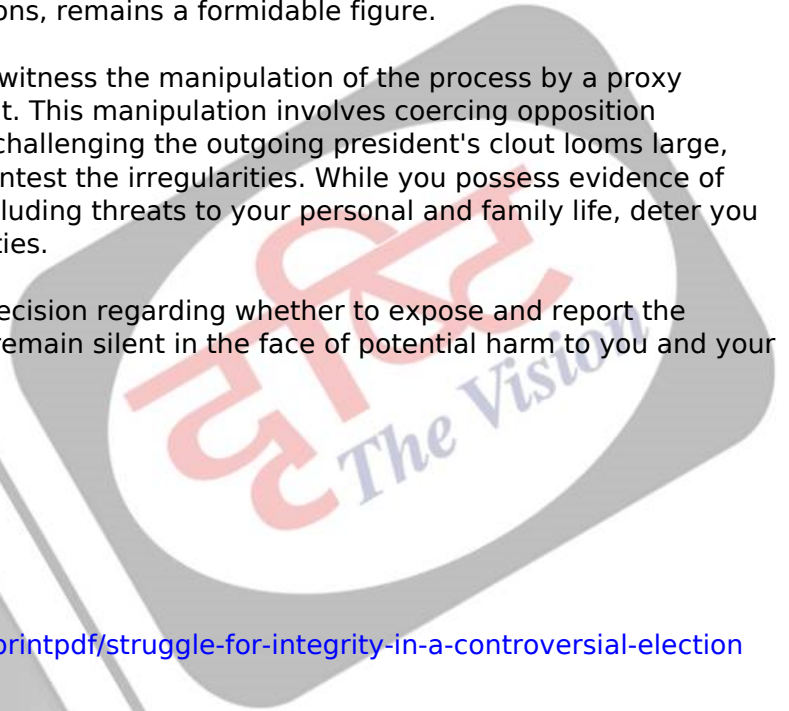 ons, remains a formidable figure.
witness the manipulation of the process by a proxy
t. This manipulation involves coercing opposition
challenging the outgoing president's clout looms large,
ntest the irregularities. While you possess evidence of
luding threats to your personal and family life, deter you
ties.
ecision regarding whether to expose and report the
remain silent in the face of potential harm to you and your
दृष्टि
The Vision
printpdf/struggle-for-integrity-in-a-controversial-election